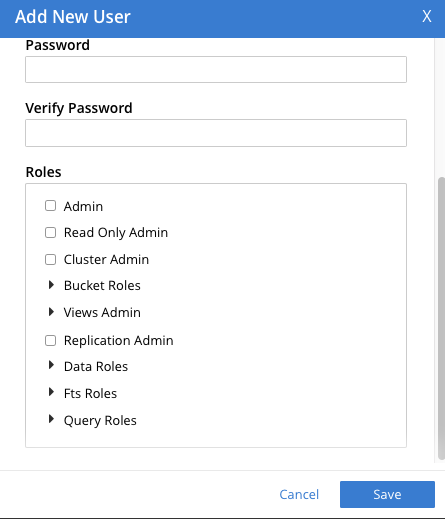 Add New User X
Password
Verify Password
Roles
Admin
Read Only Admin
Cluster Admin
Bucket Roles
Views Admin
Replication Admin
Data Roles
Fts Roles
Query Roles
Cancel Save